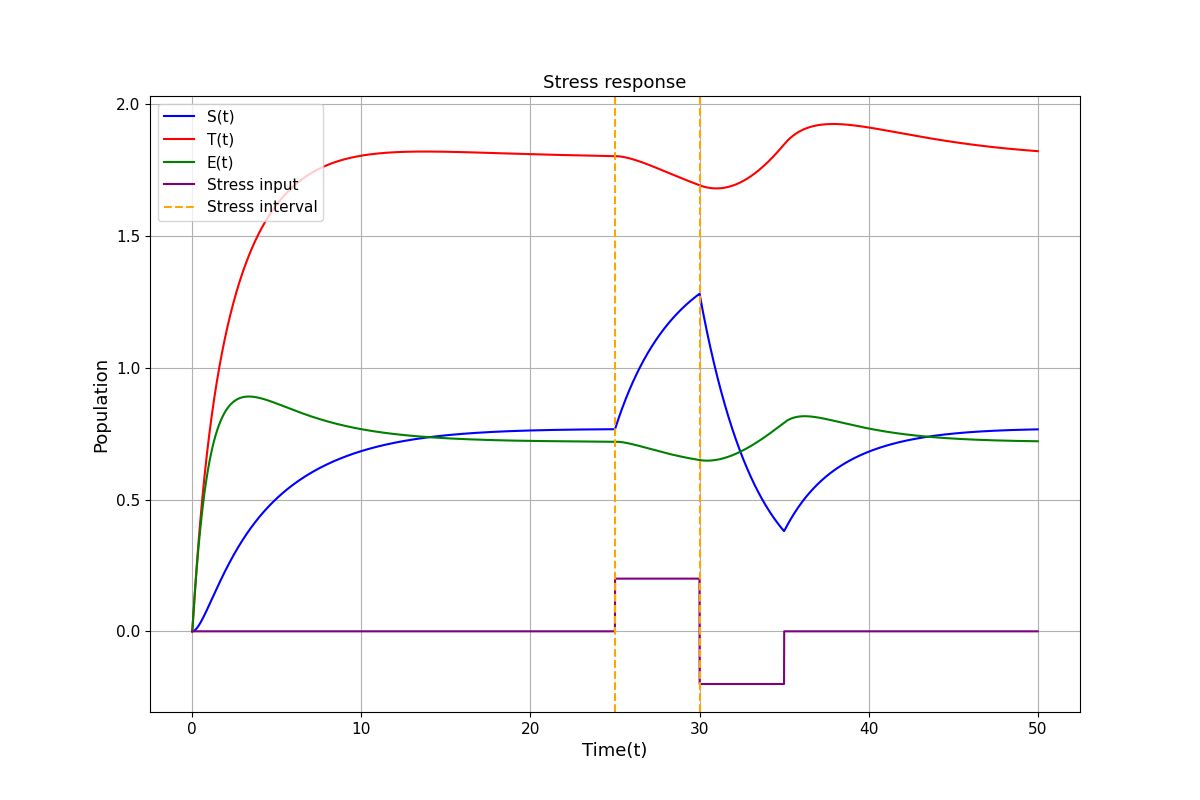 Stress response
S(t)
T(t)
E(t)
Stress input
Stress interval
2.0
1.5
1.0
0.5
0.0
Population
0 10 20 30 40 50
Time(t)